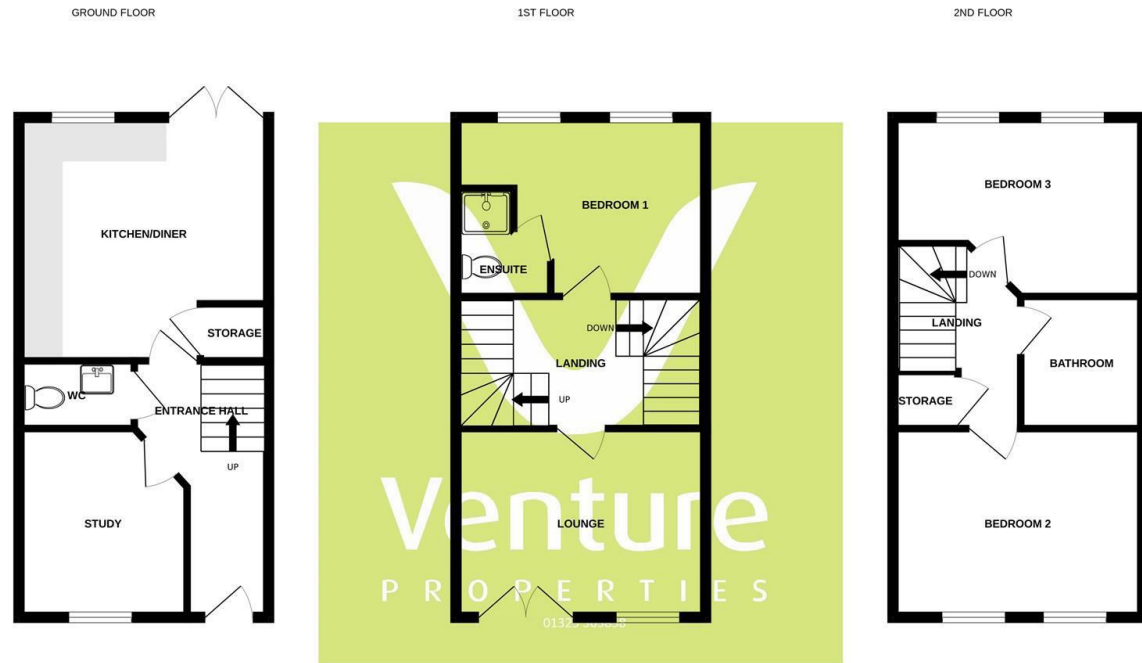 GROUND FLOOR
1ST FLOOR
2ND FLOOR
KITCHEN/DINER
STORAGE
WC
ENTRANCE HALL
UP
STUDY
BEDROOM 1
ENSUITE
DOWN
LANDING
UP
LOUNGE
Venture
PROPERTIES
BEDROOM 3
DOWN
LANDING
BATHROOM
STORAGE
BEDROOM 2